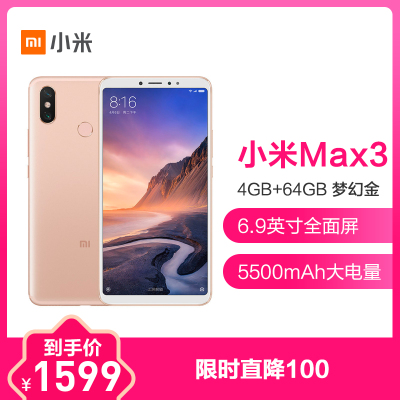 mi 小米
8:16
小米Max3
4GB+64GB 梦幻金
6.9英寸全面屏
5500mAh大电量
mi
到手价
¥1599
限时直降100